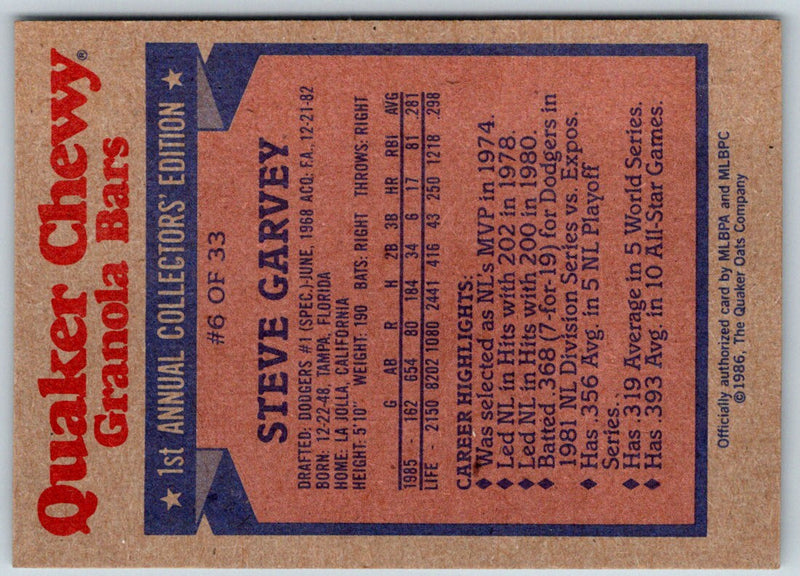 Quaker Chewy®
Granola Bars
★ 1st ANNUAL COLLECTORS' EDITION ★
#6 OF 33
STEVE GARVEY
DRAFTED: DODGERS #1 (SPEC.)-JUNE, 1968 ACQ: F.A., 12-21-82
BORN: 12-22-48, TAMPA, FLORIDA
HOME: LA JOLLA, CALIFORNIA
HEIGHT: 5'10" WEIGHT: 190 BATS: RIGHT THROWS: RIGHT
G AB R H 2B 3B HR RBI AVG
1985 - 162 654 80 184 34 6 17 81 .281
LIFE 2150 8202 1080 2441 416 43 250 1218 .298
CAREER HIGHLIGHTS:
♦ Was selected as NL's MVP in 1974.
♦ Led NL in Hits with 202 in 1978.
♦ Led NL in Hits with 200 in 1980.
♦ Batted .368 (7-for-19) for Dodgers in
1981 NL Division Series vs. Expos.
♦ Has .356 Avg. in 5 NL Playoff
Series.
♦ Has .319 Average in 5 World Series.
♦ Has .393 Avg. in 10 All-Star Games.
Officially authorized card by MLBPA and MLBPC
©1986, The Quaker Oats Company